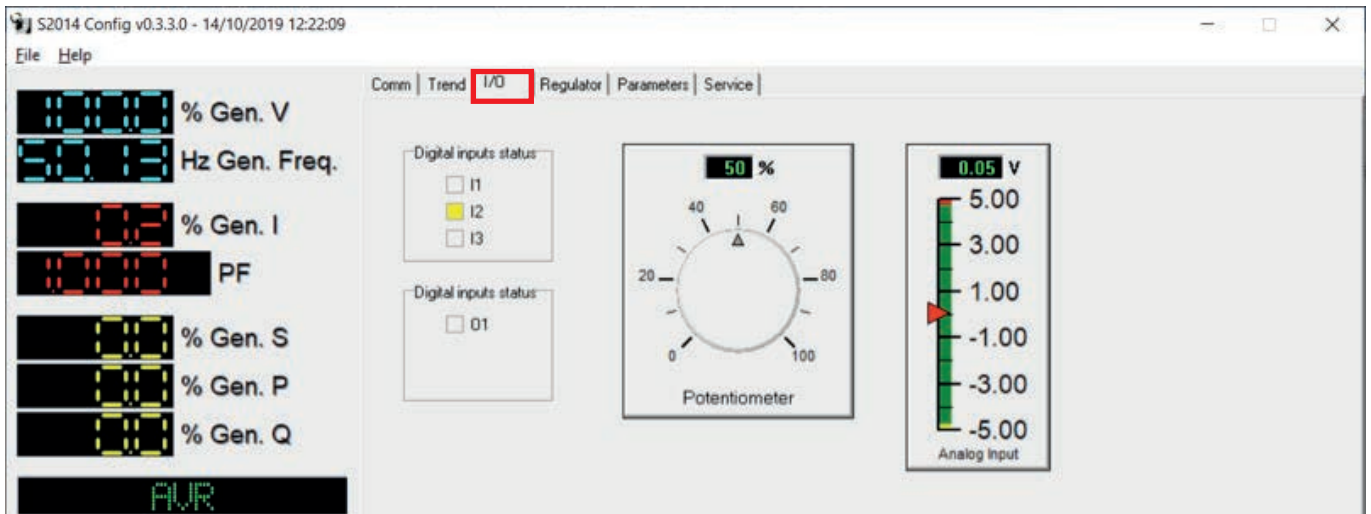 S2014 Config v0.3.3.0 - 14/10/2019 12:22:09
File Help
Comm Trend I/O Regulator Parameters Service
100.0 % Gen. V
50.13 Hz Gen. Freq.
0.2 % Gen. I
1.000 PF
0.0 % Gen. S
0.0 % Gen. P
0.0 % Gen. Q
AVR
Digital inputs status
I1
I2
I3
Digital inputs status
O1
50 %
40 60
20 80
0 100
Potentiometer
0.05 V
5.00
3.00
1.00
-1.00
-3.00
-5.00
Analog Input